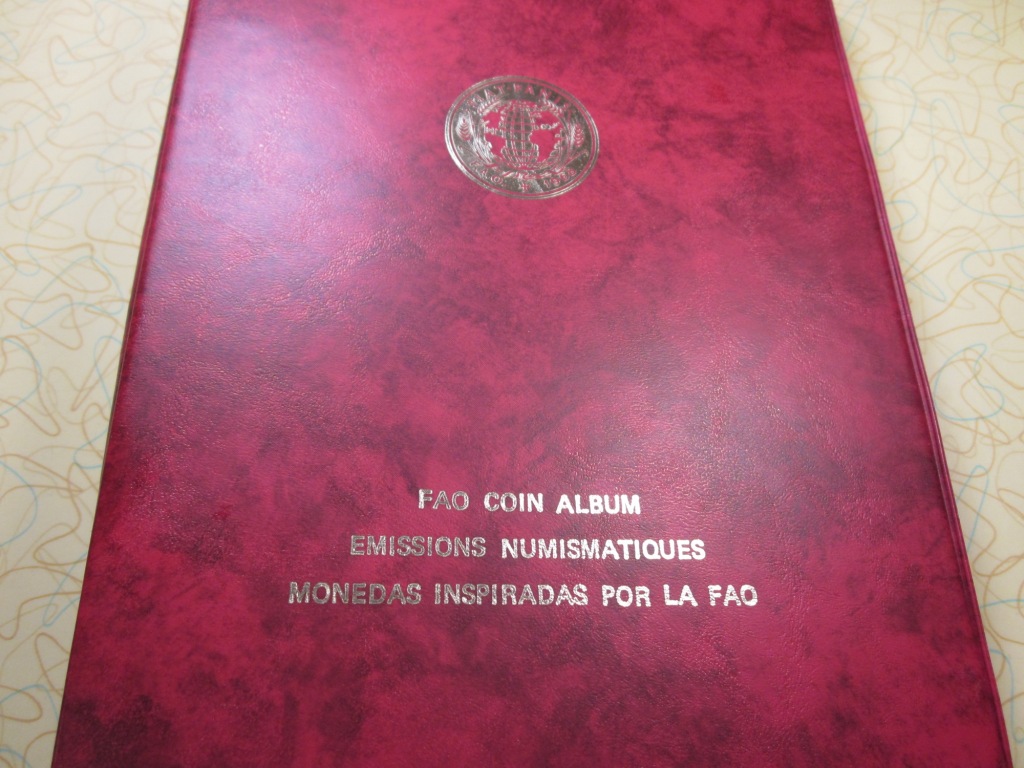 FAO COIN ALBUM
EMISSIONS NUMISMATIQUES
MONEDAS INSPIRADAS POR LA FAO